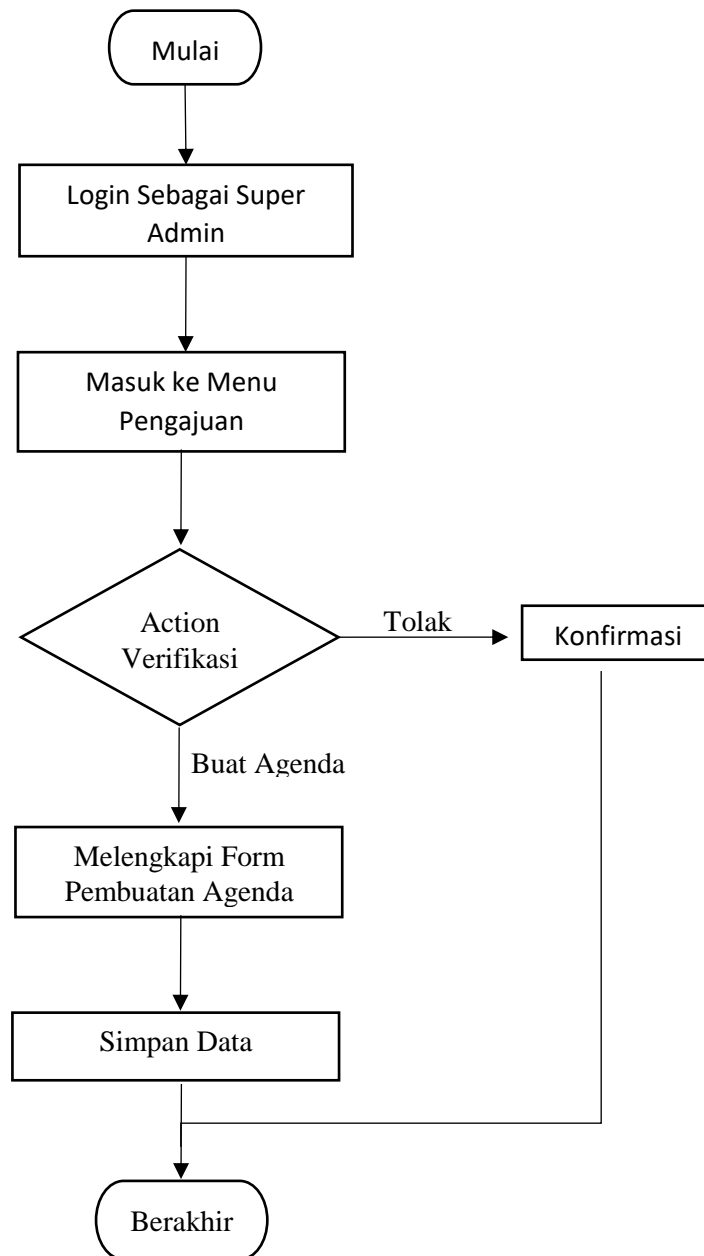 Mulai
Login Sebagai Super
Admin
Masuk ke Menu
Pengajuan
Action
Verifikasi
Tolak
Konfirmasi
Buat Agenda
Melengkapi Form
Pembuatan Agenda
Simpan Data
Berakhir